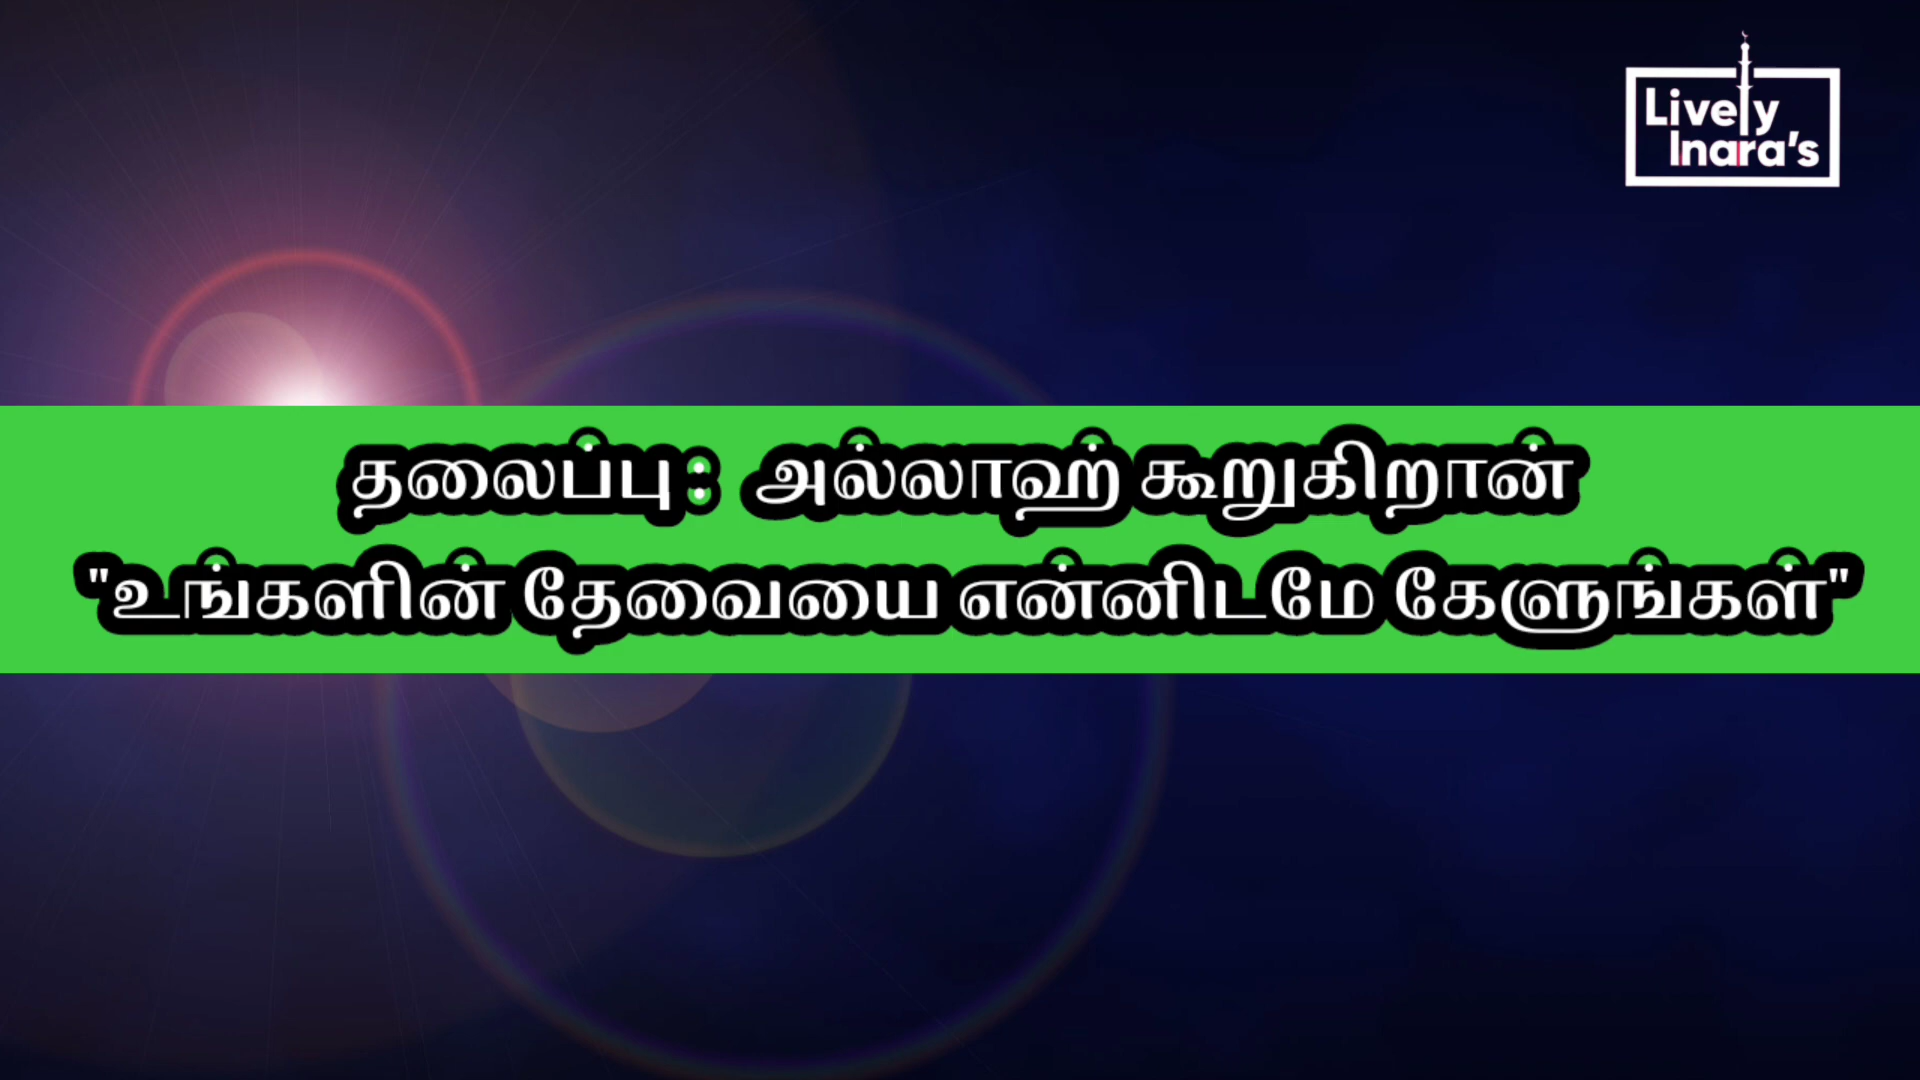 Lively
Inara's
தலைப்பு : அல்லாஹ் கூறுகிறான்
"உங்களின் தேவையை என்னிடமே கேளுங்கள்"